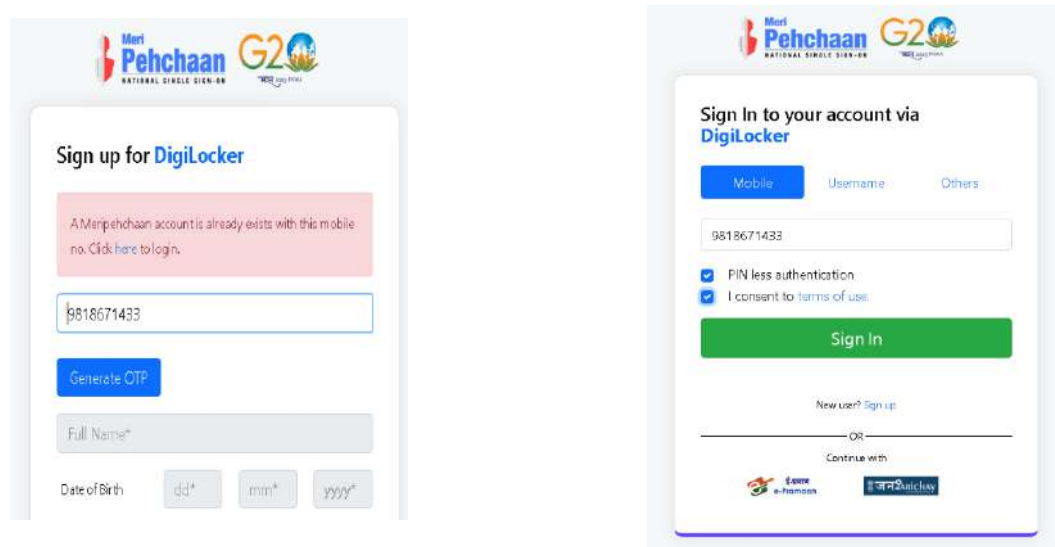 Meri
Pehchaan
NATIONAL SINGLE SIGN-ON
G20
Sign up for DigiLocker
A Meripehchaan account is already exists with this mobile
no. Click here to login.
9818671433
Generate OTP
Full Name*
Date of Birth
dd*
mm*
yyyy*
Meri
Pehchaan
NATIONAL SINGLE SIGN-ON
G20
Sign In to your account via
DigiLocker
Mobile
Username
Others
9818671433
PIN less authentication
I consent to terms of use.
Sign In
New user? Sign up
OR
Continue with
ई-प्रमाण
e-Pramaan
जन